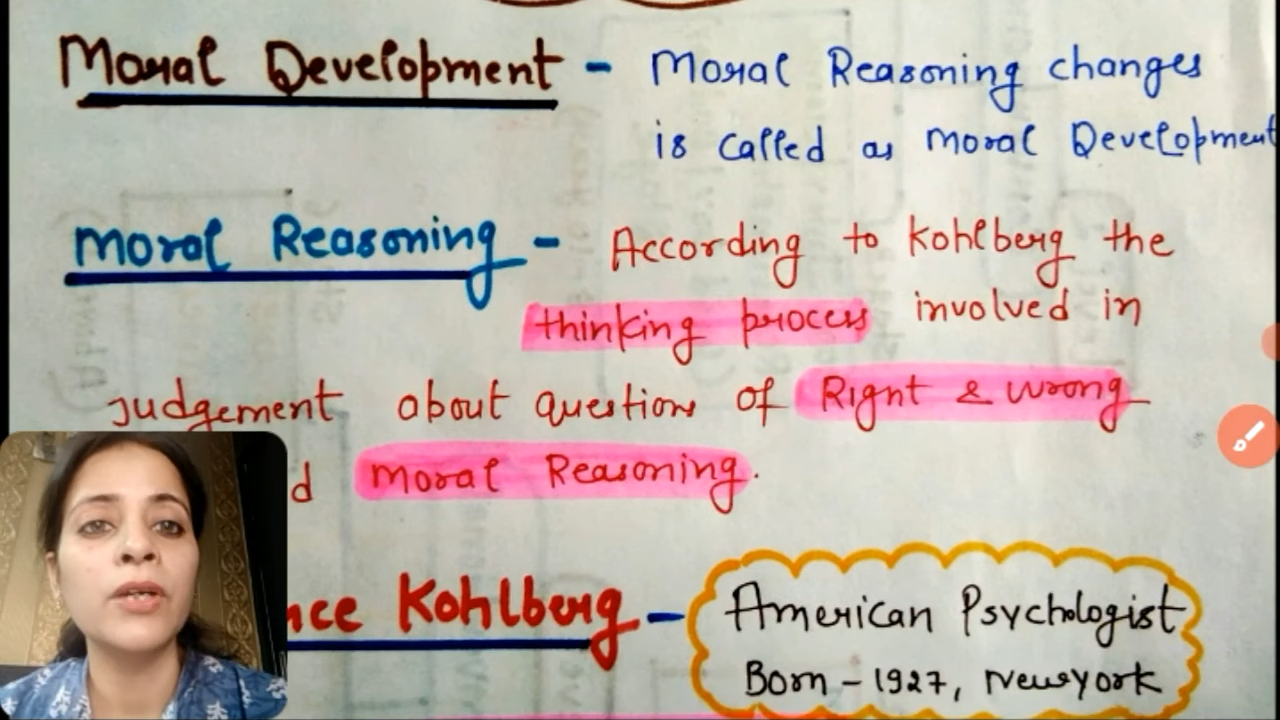 Moral Development - Moral Reasoning changes
is called as Moral Development
Moral Reasoning - According to Kohlberg the
thinking process involved in
judgement about questions of Right & wrong
d Moral Reasoning.
nce Kohlberg - American Psychologist
Born - 1927, Newyork